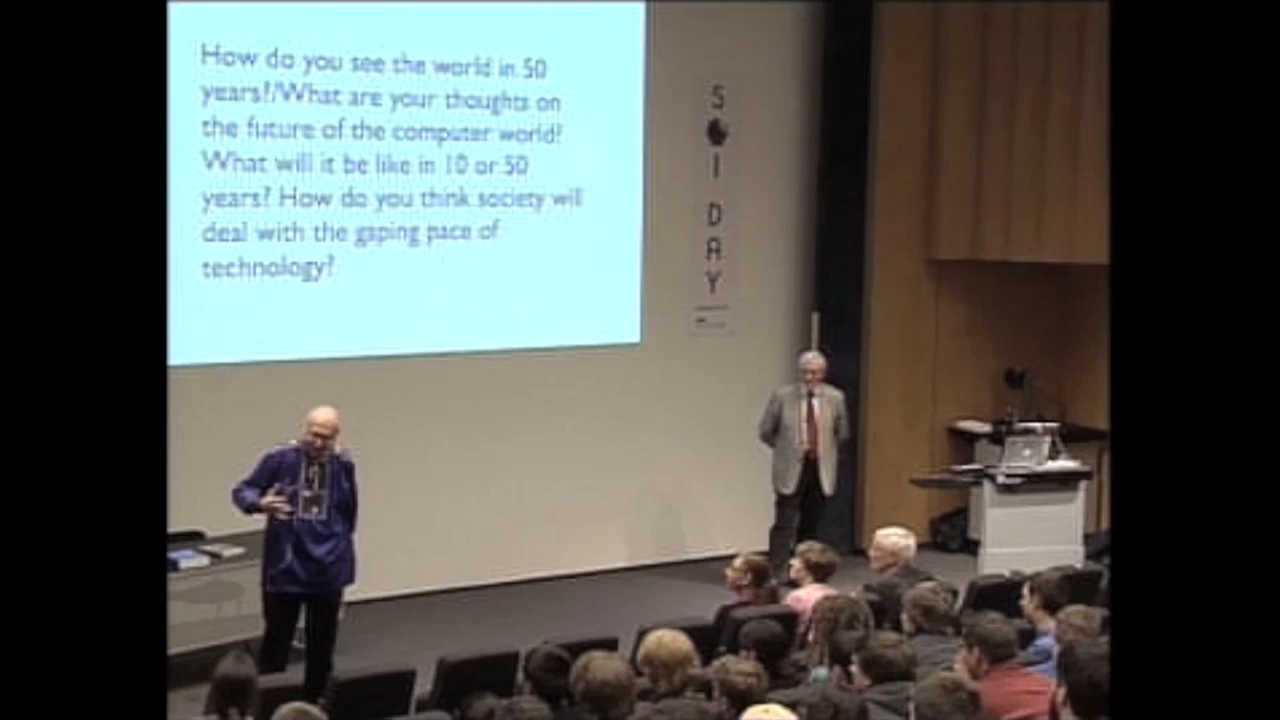 How do you see the world in 50
years?/What are your thoughts on
the future of the computer world?
What will it be like in 10 or 50
years? How do you think society will
deal with the gaping pace of
technology?
5
I
DAY